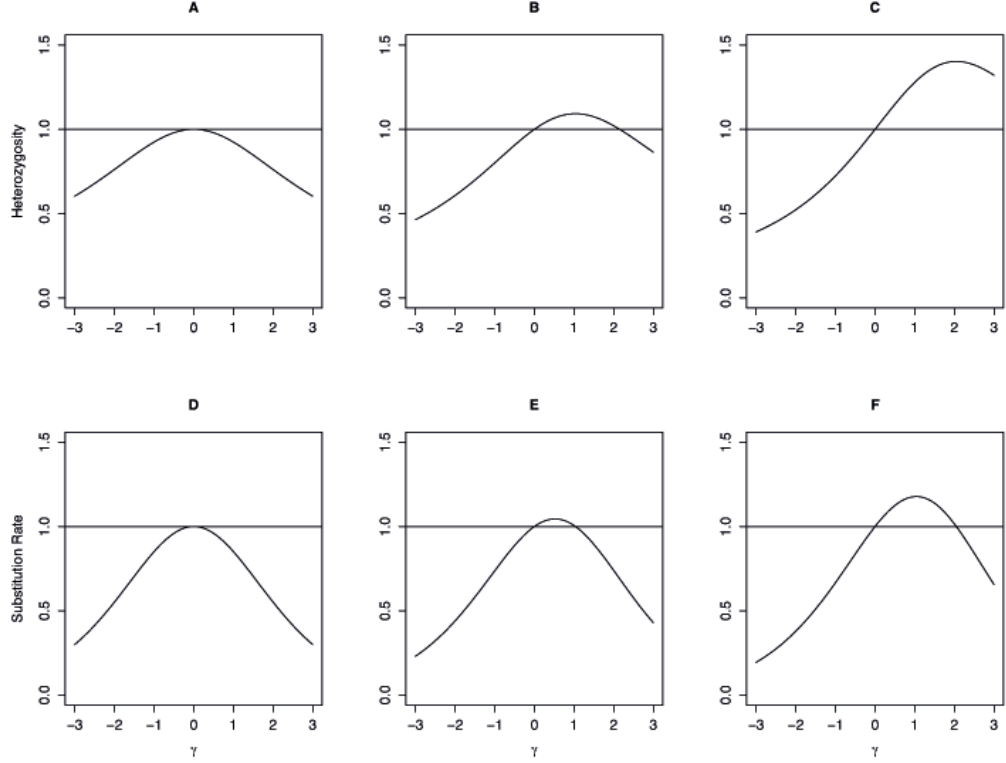 A B C
Heterozygosity
1.5 1.5 1.5
1.0 1.0 1.0
0.5 0.5 0.5
0.0 0.0 0.0
−3 −2 −1 0 1 2 3 −3 −2 −1 0 1 2 3 −3 −2 −1 0 1 2 3
D E F
Substitution Rate
1.5 1.5 1.5
1.0 1.0 1.0
0.5 0.5 0.5
0.0 0.0 0.0
−3 −2 −1 0 1 2 3 −3 −2 −1 0 1 2 3 −3 −2 −1 0 1 2 3
γ γ γ